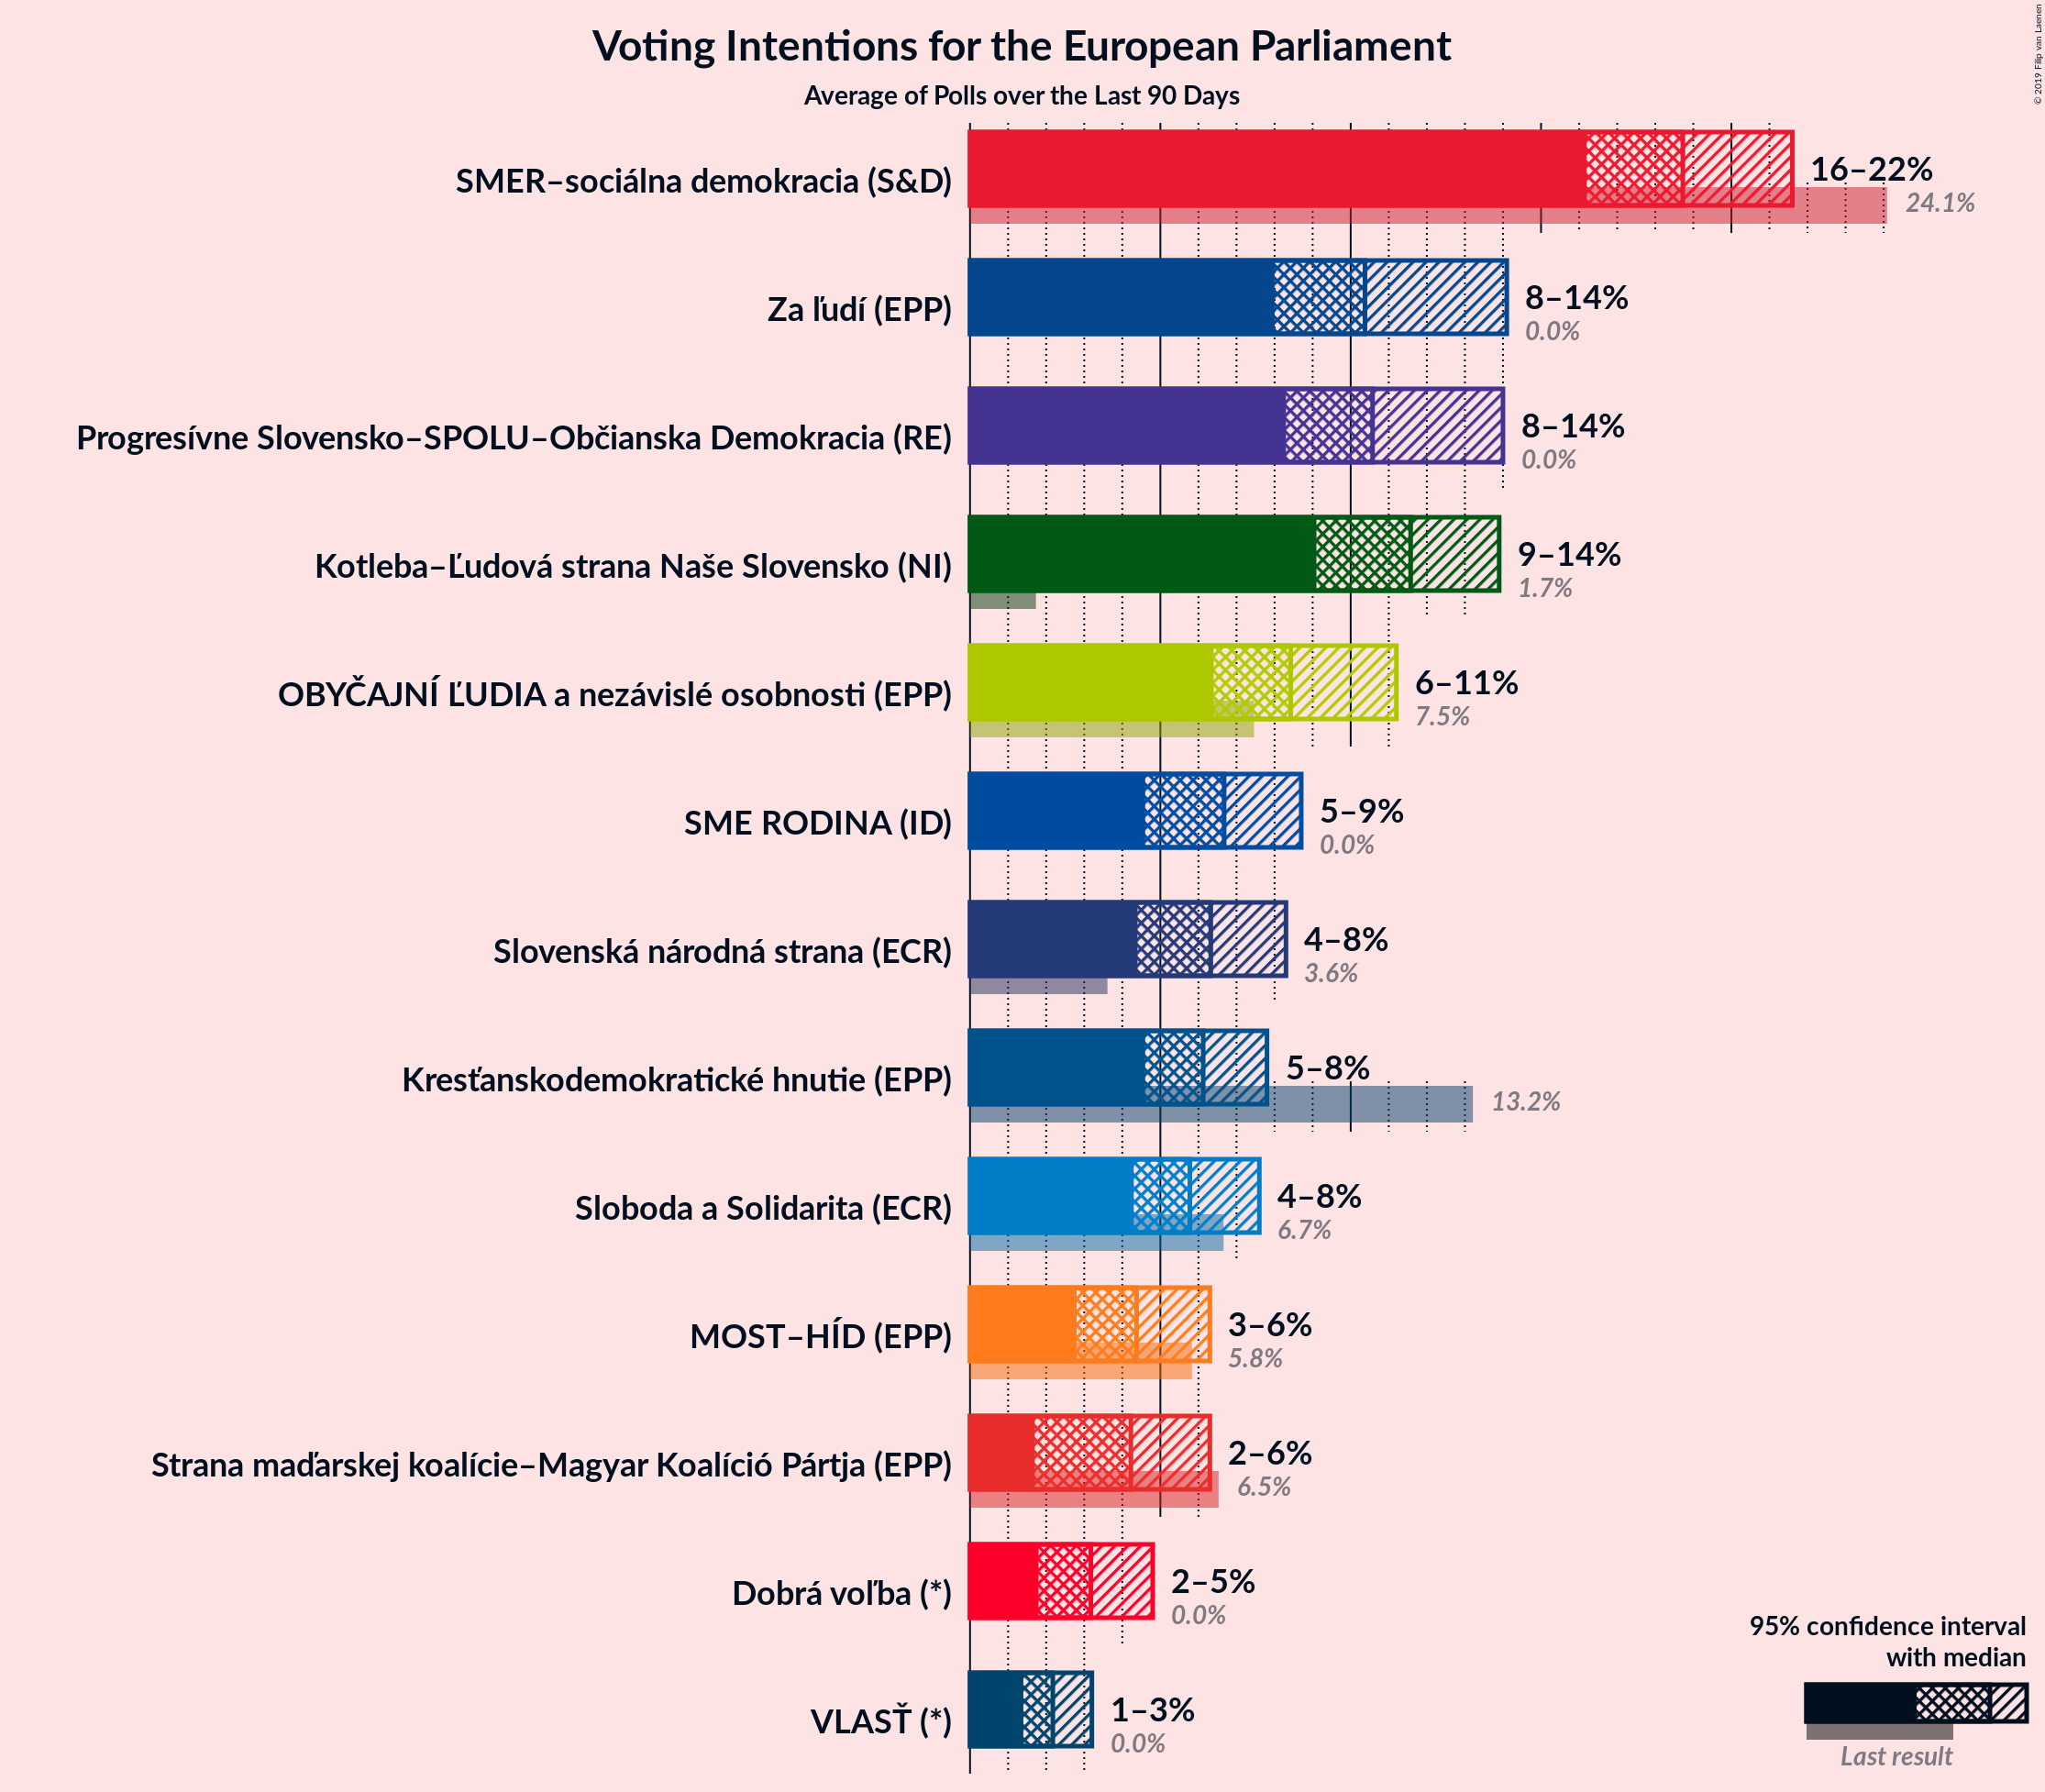 © 2019 Filip van Laenen
Voting Intentions for the European Parliament
Average of Polls over the Last 90 Days
SMER–sociálna demokracia (S&D)
16–22%
24.1%
Za ľudí (EPP)
8–14%
0.0%
Progresívne Slovensko–SPOLU–Občianska Demokracia (RE)
8–14%
0.0%
Kotleba–Ľudová strana Naše Slovensko (NI)
9–14%
1.7%
OBYČAJNÍ ĽUDIA a nezávislé osobnosti (EPP)
6–11%
7.5%
SME RODINA (ID)
5–9%
0.0%
Slovenská národná strana (ECR)
4–8%
3.6%
Kresťanskodemokratické hnutie (EPP)
5–8%
13.2%
Sloboda a Solidarita (ECR)
4–8%
6.7%
MOST–HÍD (EPP)
3–6%
5.8%
Strana maďarskej koalície–Magyar Koalíció Pártja (EPP)
2–6%
6.5%
Dobrá voľba (*)
2–5%
0.0%
VLASŤ (*)
1–3%
0.0%
95% confidence interval
with median
Last result